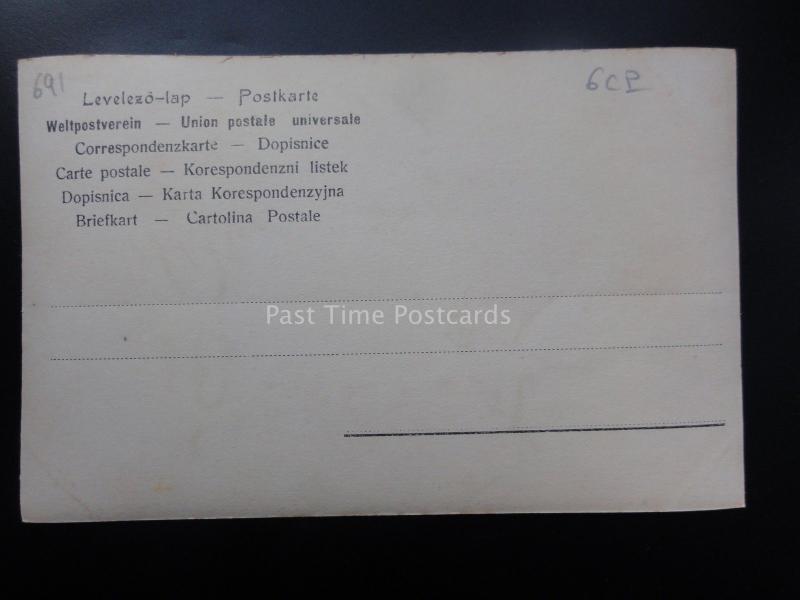 691
6CP
Levelező-lap — Postkarte
Weltpostverein — Union postale universale
Correspondenzkarte — Dopisnice
Carte postale — Korespondenzni listek
Dopisnica — Karta Korespondenzyjna
Briefkart — Cartolina Postale
Past Time Postcards